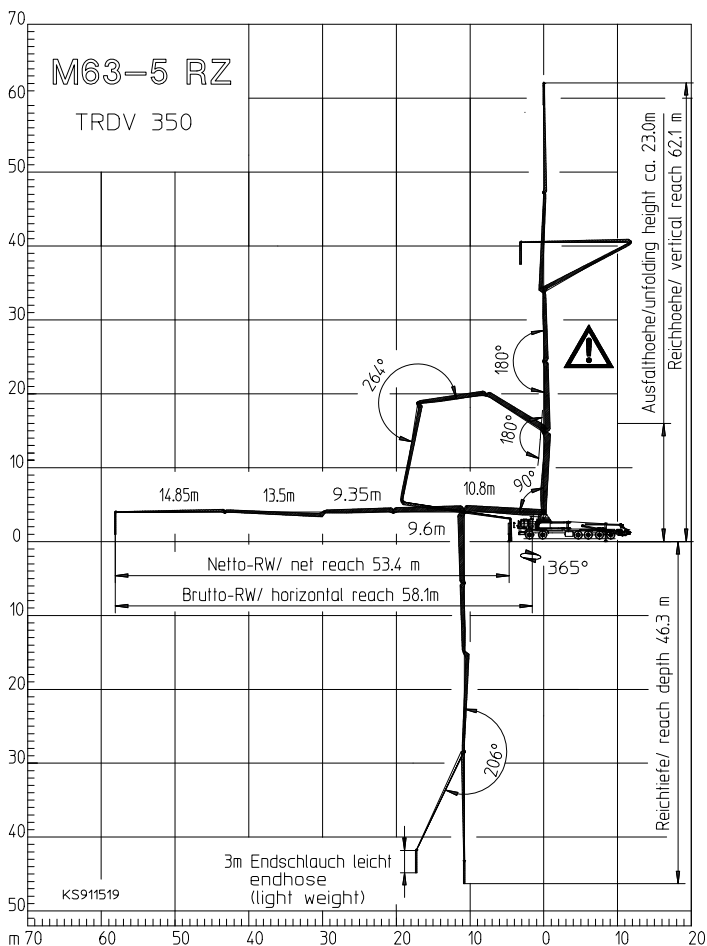 70
60
50
40
30
20
10
0
10
20
30
40
50
M63-5 RZ
TRDV 350
Ausfalthoehe/unfolding height ca. 23.0m
Reichhoehe/ vertical reach 62.1 m
180°
264°
180°
90°
14.85m
13.5m
9.35m
10.8m
9.6m
365°
Netto-RW/ net reach 53.4 m
Brutto-RW/ horizontal reach 58.1m
Reichtiefe/ reach depth 46.3 m
206°
3m Endschlauch leicht
endhose
(light weight)
KS911519
m 70 60 50 40 30 20 10 0 10 20